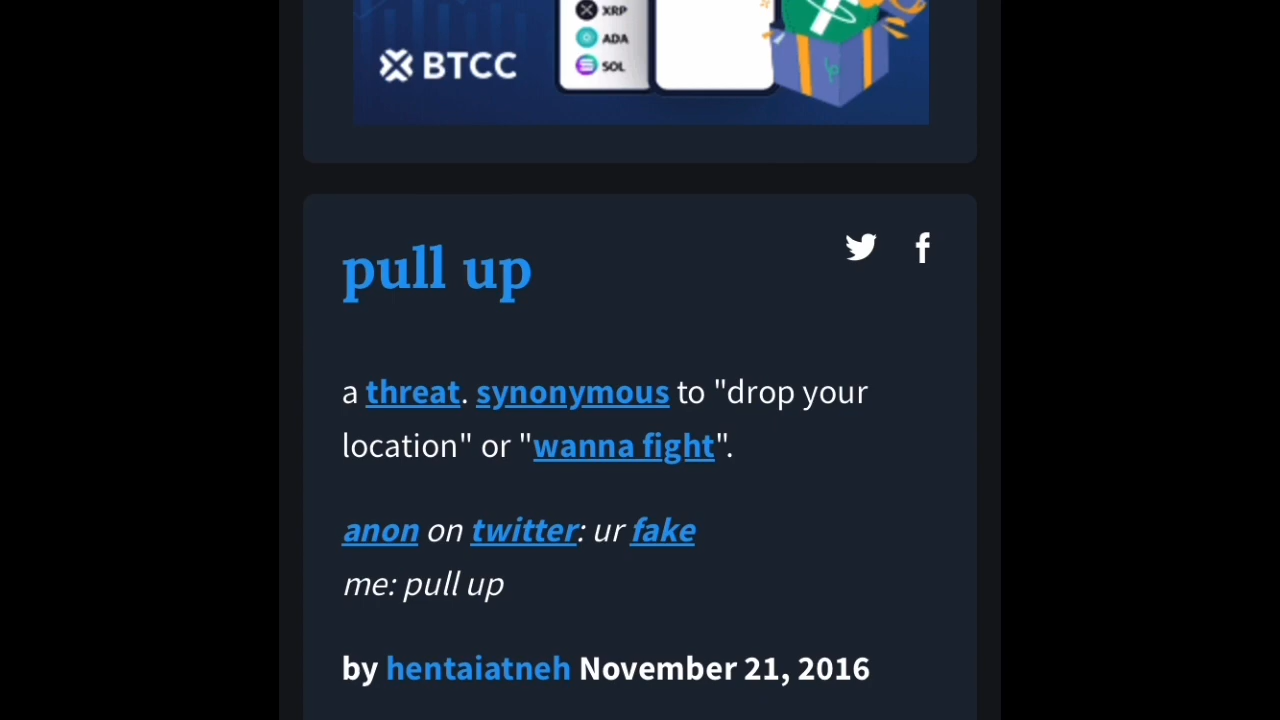 XRP
ADA
SOL
BTCC
pull up
a threat. synonymous to "drop your
location" or "wanna fight".
anon on twitter: ur fake
me: pull up
by hentaiatneh November 21, 2016